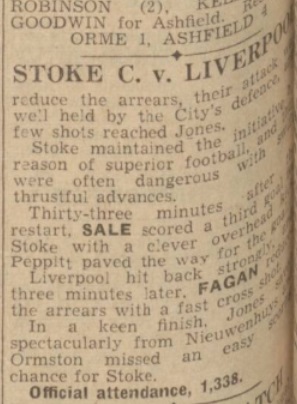 ROBINSON (2),
GOODWIN for Ashfield.
ORME 1, ASHFIELD 4
STOKE C. v. LIVERPOO
reduce the arrears, their attack
well held by the City's defence,
few shots reached Jones.
Stoke maintained the initiative
reason of superior football, and
were often dangerous with
thrustful advances.
Thirty-three minutes after
restart, SALE scored a third goal
Stoke with a clever overhead
Peppitt paved the way for the goal
Liverpool hit back strongly,
three minutes later, FAGAN
the arrears with a fast cross shot
In a keen finish, Jones
spectacularly from Nieuwenhuys
Ormston missed an easy
chance for Stoke.
Official attendance, 1,338.